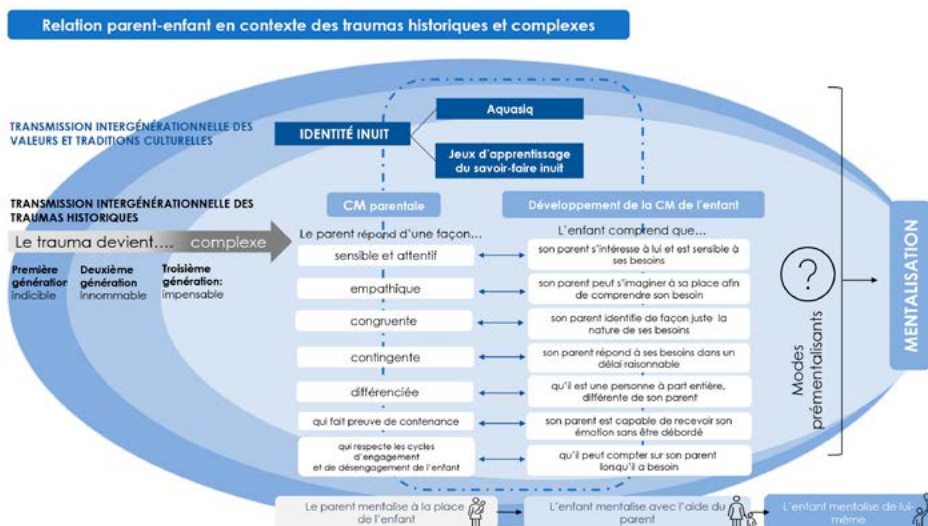 Relation parent-enfant en contexte des traumas historiques et complexes
TRANSMISSION INTERGÉNÉRATIONNELLE DES
VALEURS ET TRADITIONS CULTURELLES
IDENTITÉ INUIT
Aquasiq
Jeux d'apprentissage
du savoir-faire inuit
TRANSMISSION INTERGÉNÉRATIONNELLE DES
TRAUMAS HISTORIQUES
Le trauma devient.... complexe
Première
génération
indicible
Deuxième
génération
innommable
Troisième
génération:
impensable
CM parentale
Développement de la CM de l'enfant
Le parent répond d'une façon...
L'enfant comprend que...
sensible et attentif
son parent s'intéresse à lui et est sensible à
ses besoins
empathique
son parent peut s'imaginer à sa place afin
de comprendre son besoin
congruente
son parent identifie de façon juste la
nature de ses besoins
contingente
son parent répond à ses besoins dans un
délai raisonnable
différenciée
qu'il est une personne à part entière,
différente de son parent
qui fait preuve de contenance
son parent est capable de recevoir son
émotion sans être débordé
qui respecte les cycles
d'engagement
et de désengagement de l'enfant
qu'il peut compter sur son parent
lorsqu'il a besoin
?
Modes
prémentalisants
MENTALISATION
Le parent mentalise à la place
de l'enfant
L'enfant mentalise avec l'aide du
parent
L'enfant mentalise de lui-
même